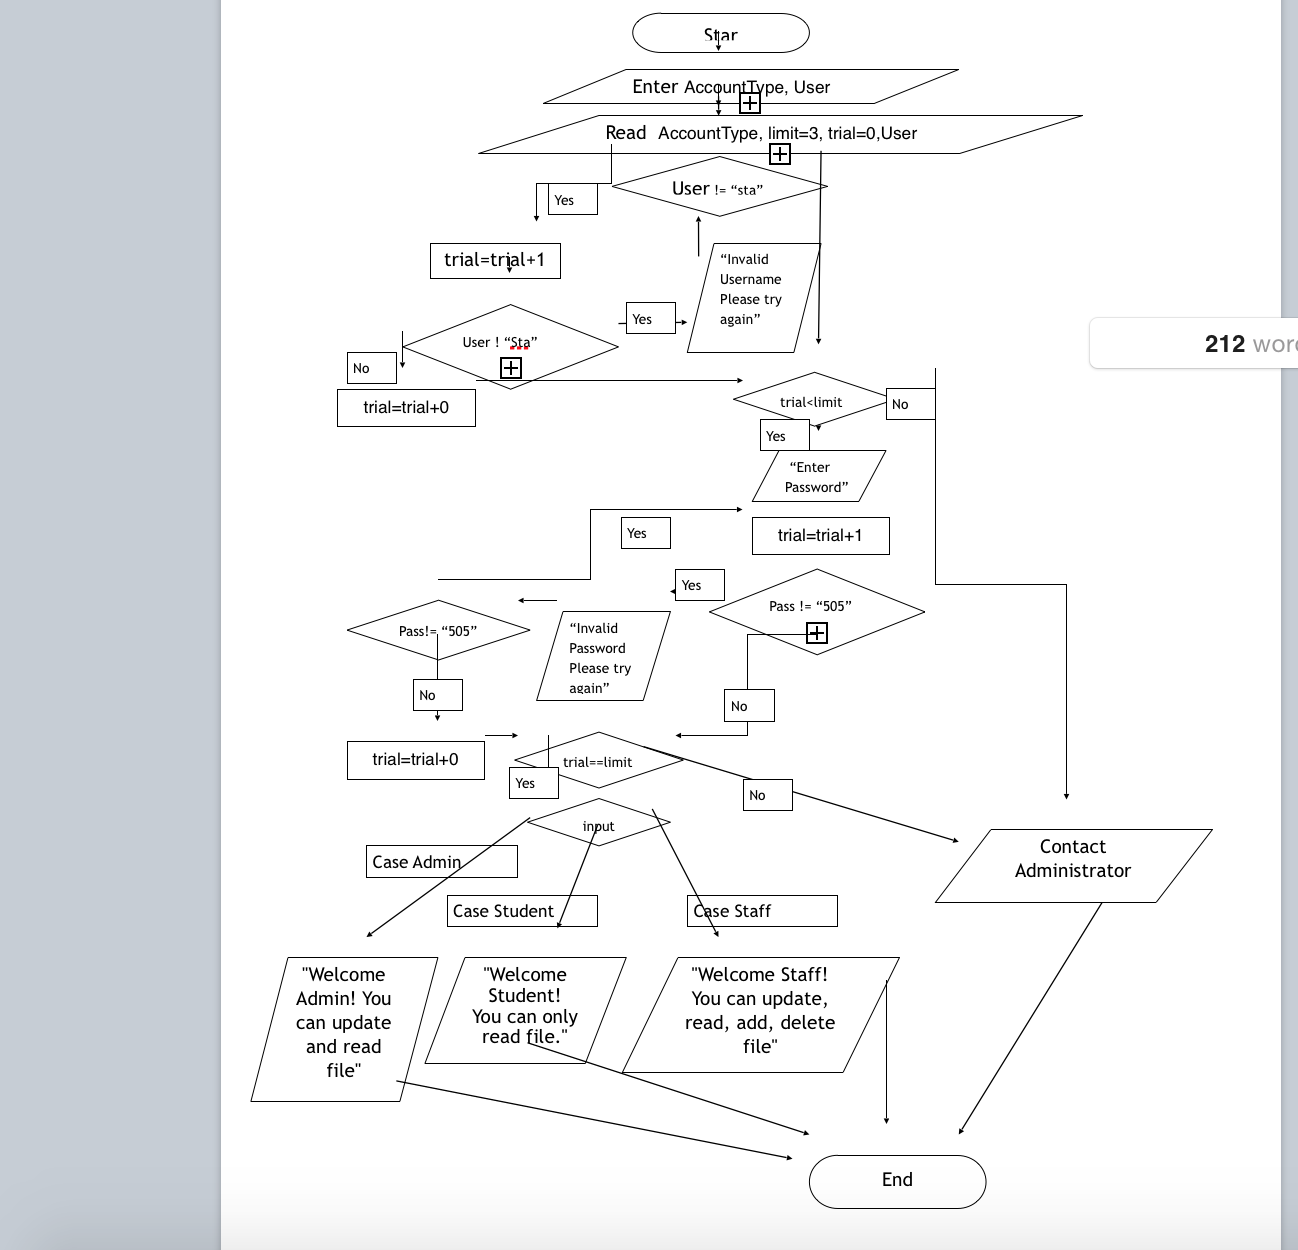 Star
Enter AccountType, User
Read AccountType, limit=3, trial=0,User
User != “sta”
Yes
trial=trial+1
“Invalid
Username
Please try
again”
Yes
User ! “Sta”
No
trial=trial+0
212 word
trial<limit
No
Yes
“Enter
Password”
Yes
trial=trial+1
Yes
Pass != “505”
Pass!= “505”
“Invalid
Password
Please try
again”
No
No
trial=trial+0
trial==limit
Yes
No
input
Case Admin
Case Student
Case Staff
Contact
Administrator
"Welcome
Admin! You
can update
and read
file"
"Welcome
Student!
You can only
read file."
"Welcome Staff!
You can update,
read, add, delete
file"
End